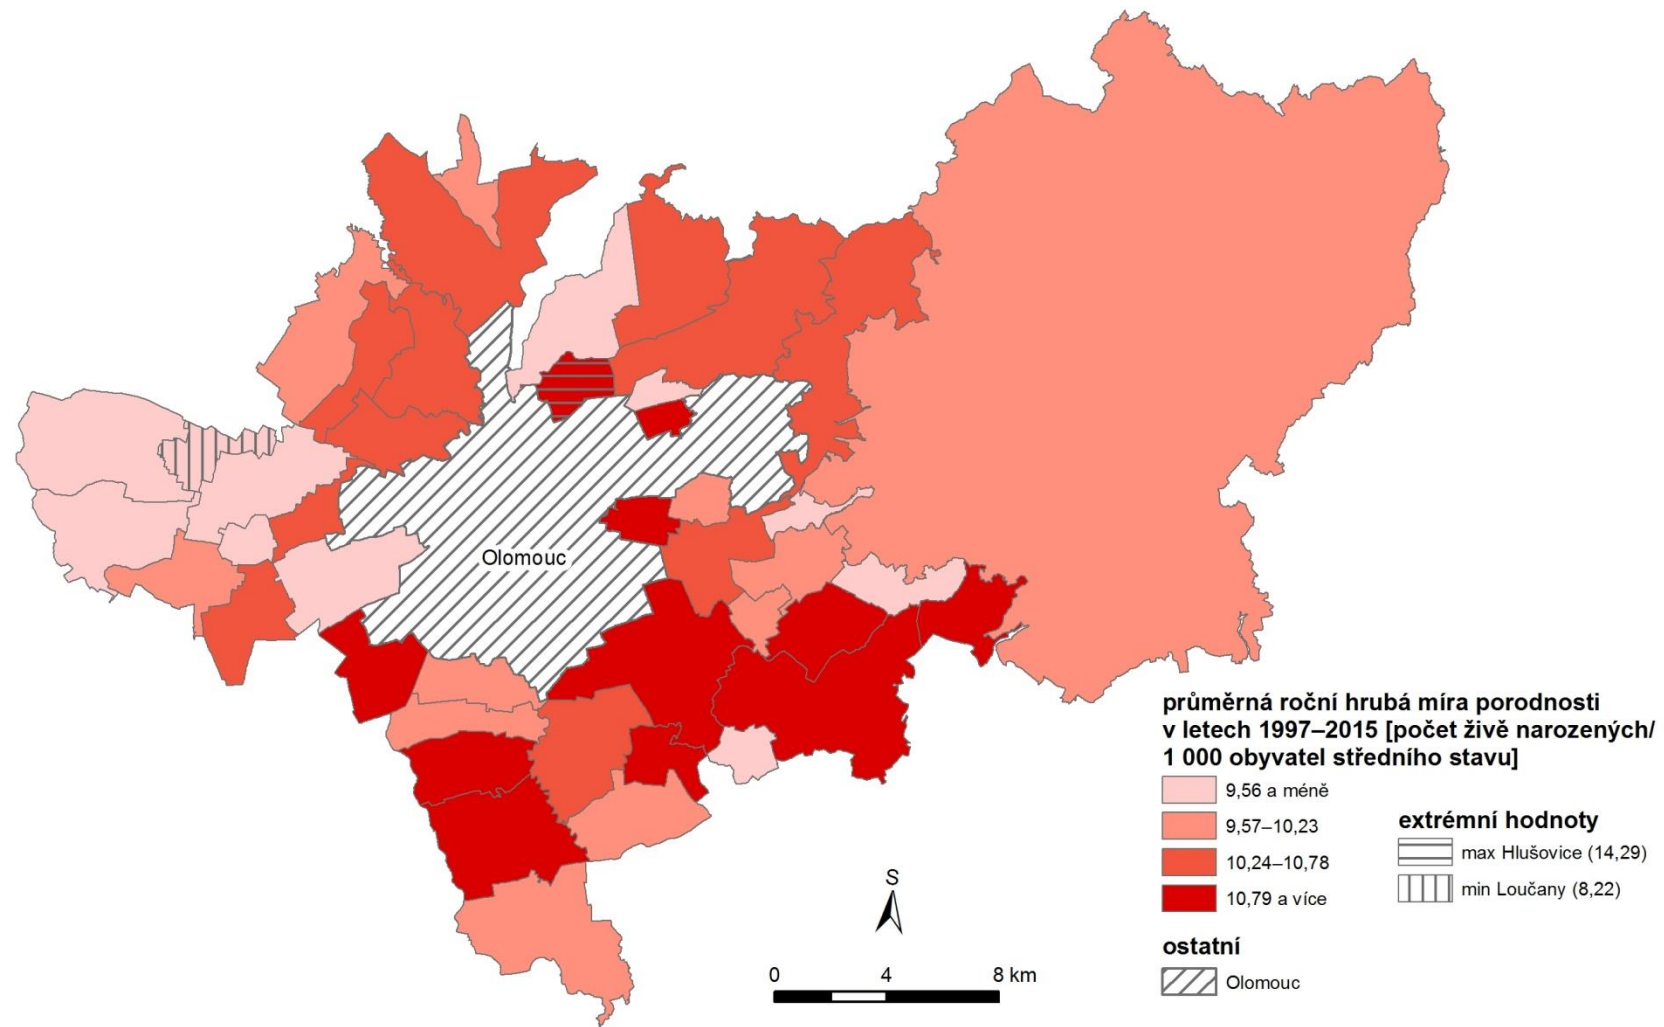 Olomouc
průměrná roční hrubá míra porodnosti
v letech 1997–2015 [počet živě narozených/
1 000 obyvatel středního stavu]
9,56 a méně
9,57–10,23
10,24–10,78
10,79 a více
extrémní hodnoty
max Hlušovice (14,29)
min Loučany (8,22)
ostatní
Olomouc
S
0 4 8 km